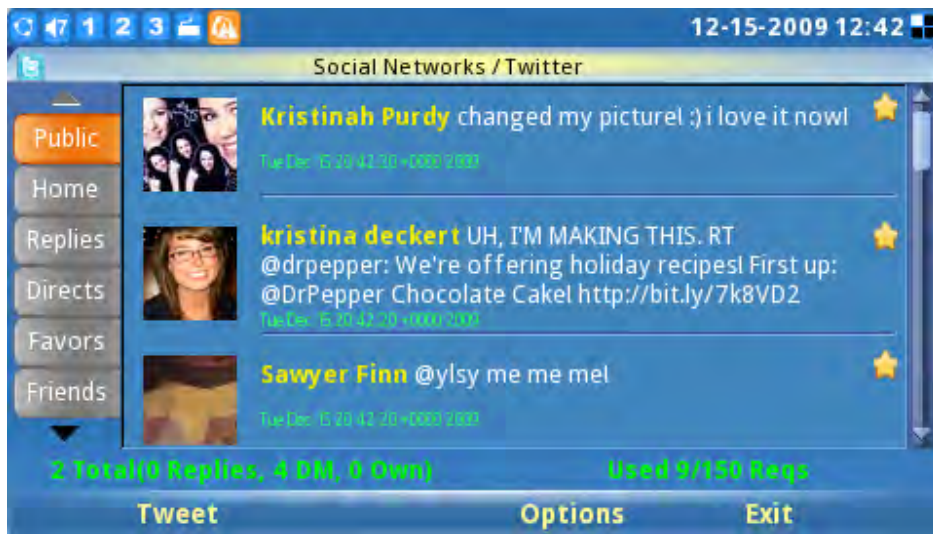 47 1 2 3 12-15-2009 12:42
Social Networks / Twitter
Public
Home
Replies
Directs
Favors
Friends
Kristinah Purdy changed my picture! :) i love it now!
Tue Dec 15 20:42:20 +0000 2009
kristina deckert UH, I'M MAKING THIS. RT
@drpepper: We're offering holiday recipes! First up:
@DrPepper Chocolate Cake! http://bit.ly/7k8VD2
Tue Dec 15 20:42:20 +0000 2009
Sawyer Finn @ylsy me me me!
Tue Dec 15 20:42:20 +0000 2009
2 Total(0 Replies, 4 DM, 0 Own) Used 9/150 Reqs
Tweet Options Exit